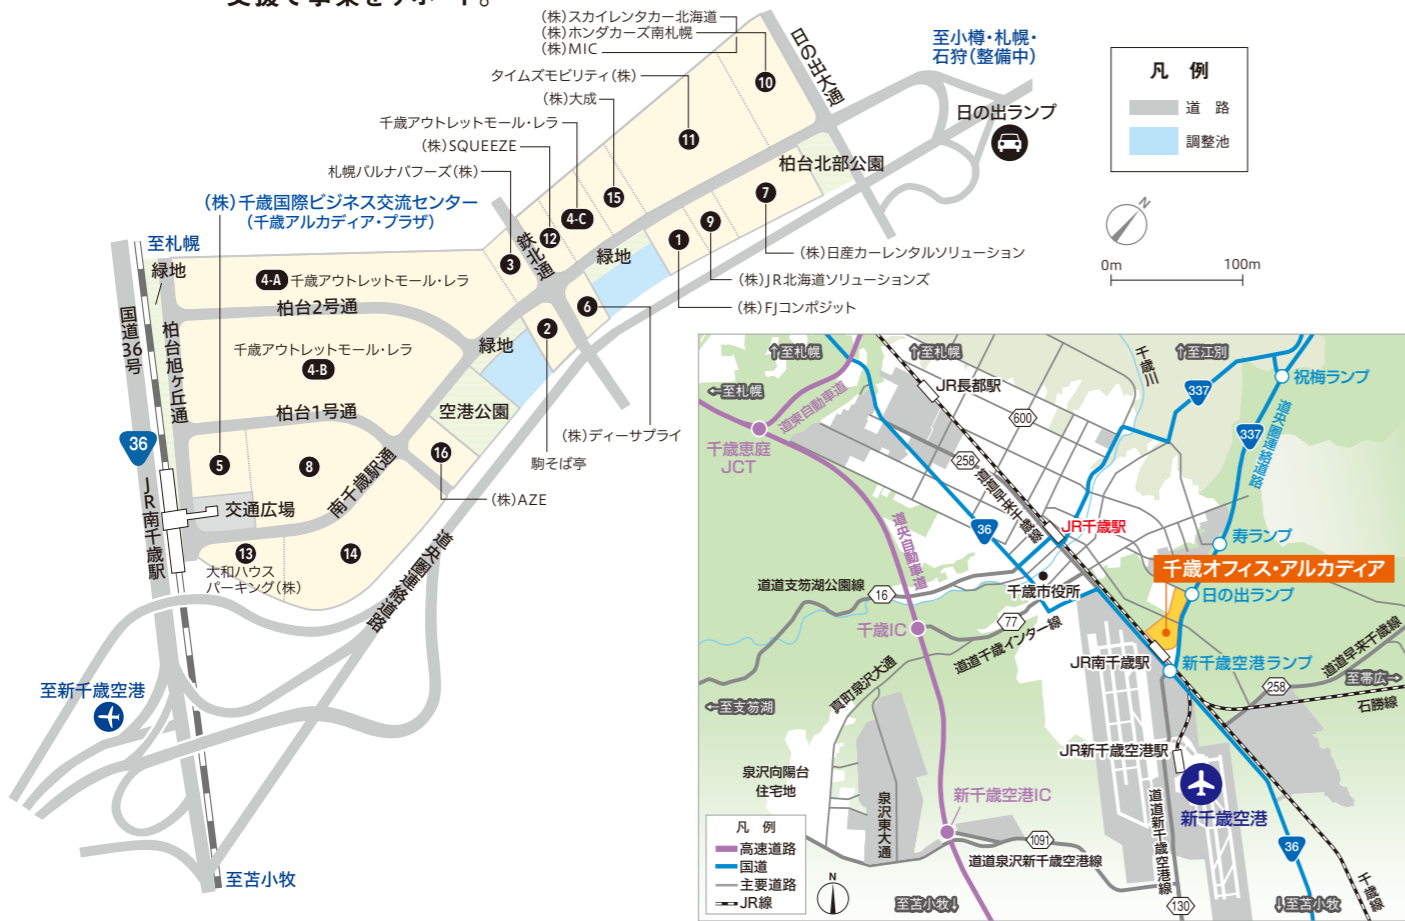 支援で事業をサポート。
(株)スカイレンタカー北海道
(株)ホンダカーズ南札幌
(株)MIC
タイムズモビリティ(株)
(株)大成
千歳アウトレットモール・レラ
(株)SQUEEZE
札幌バルナバフーズ(株)
(株)千歳国際ビジネス交流センター
(千歳アルカディア・プラザ)
日の出大通
至小樽・札幌・
石狩(整備中)
日の出ランプ
柏台北部公園
凡 例
道 路
調整池
N
0m
100m
10
11
15
4-C
12
3
鉄北通
緑地
1
9
7
(株)日産カーレンタルソリューション
(株)JR北海道ソリューションズ
(株)FJコンポジット
6
2
緑地
空港公園
(株)ディーサプライ
駒そば亭
16
(株)AZE
至札幌
緑地
国道36号
柏台旭ヶ丘通
4-A
千歳アウトレットモール・レラ
柏台2号通
千歳アウトレットモール・レラ
4-B
柏台1号通
36
5
8
南千歳駅通
交通広場
JR南千歳駅
13
14
大和ハウス
パーキング(株)
道央圏連絡道路
至新千歳空港
至苫小牧
↑至札幌
↑至札幌
↑至江別
←至札幌
道東自動車道
千歳恵庭
JCT
JR長都駅
千歳川
600
258
337
祝梅ランプ
337
道央圏連絡道路
道道早来千歳線
36
道央自動車道
JR千歳駅
寿ランプ
千歳オフィス・アルカディア
日の出ランプ
道道支笏湖公園線
16
千歳市役所
千歳IC
77
道道千歳インター線
JR南千歳駅
新千歳空港ランプ
道道早来千歳線
258
至帯広→
石勝線
真町泉沢大通
←至支笏湖
JR新千歳空港駅
泉沢向陽台
住宅地
泉沢東大通
新千歳空港IC
1091
道道泉沢新千歳空港線
道道新千歳空港線
新千歳空港
36
130
千歳線
至苫小牧↓
↓至苫小牧
凡 例
高速道路
国道
主要道路
JR線
N